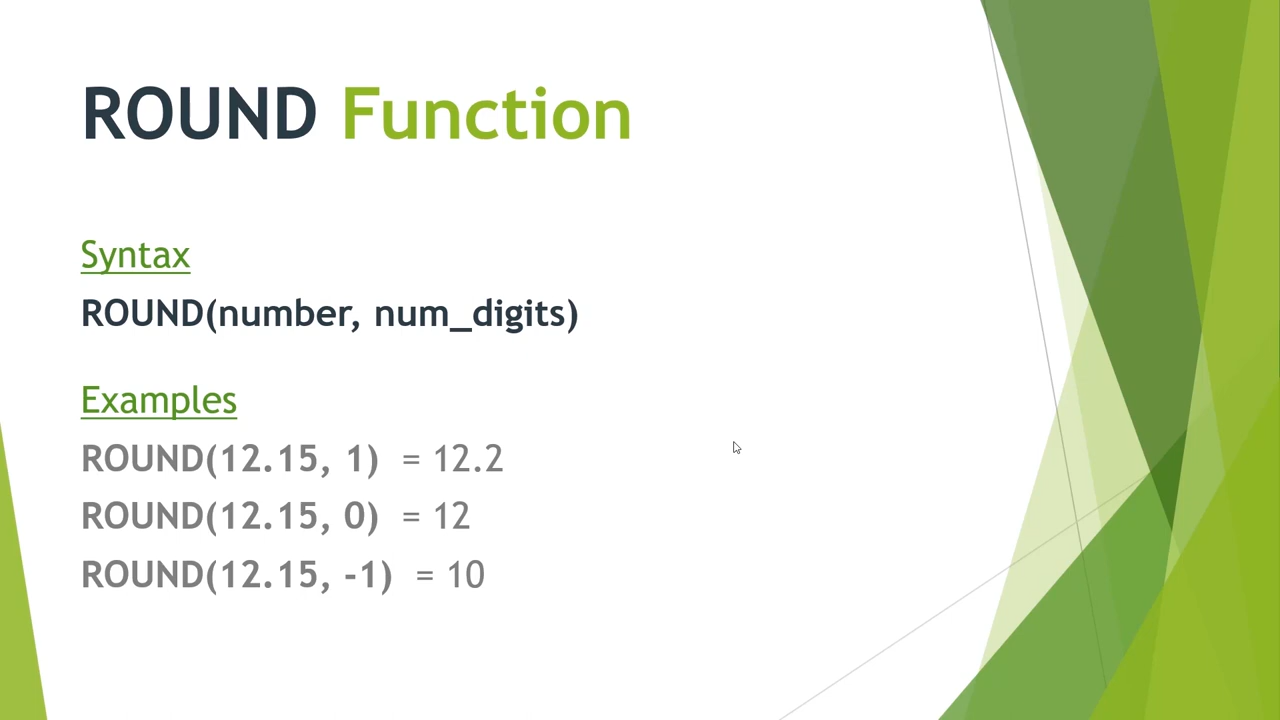 ROUND Function
Syntax
ROUND(number, num_digits)
Examples
ROUND(12.15, 1) = 12.2
ROUND(12.15, 0) = 12
ROUND(12.15, -1) = 10